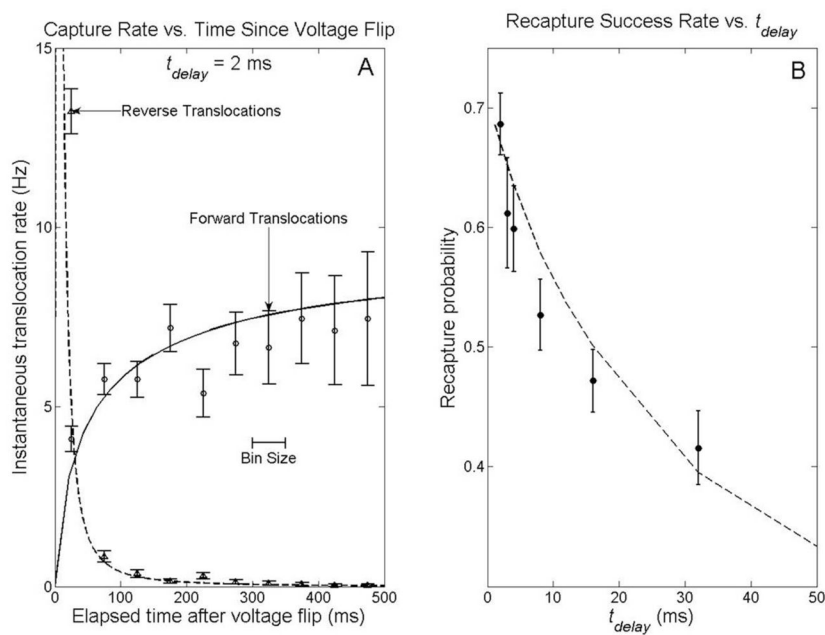 Capture Rate vs. Time Since Voltage Flip
t_delay = 2 ms
A
Reverse Translocations
Forward Translocations
Bin Size
Instantaneous translocation rate (Hz)
15
10
5
0
0 100 200 300 400 500
Elapsed time after voltage flip (ms)
Recapture Success Rate vs. t_delay
B
Recapture probability
0.7
0.6
0.5
0.4
0 10 20 30 40 50
t_delay (ms)